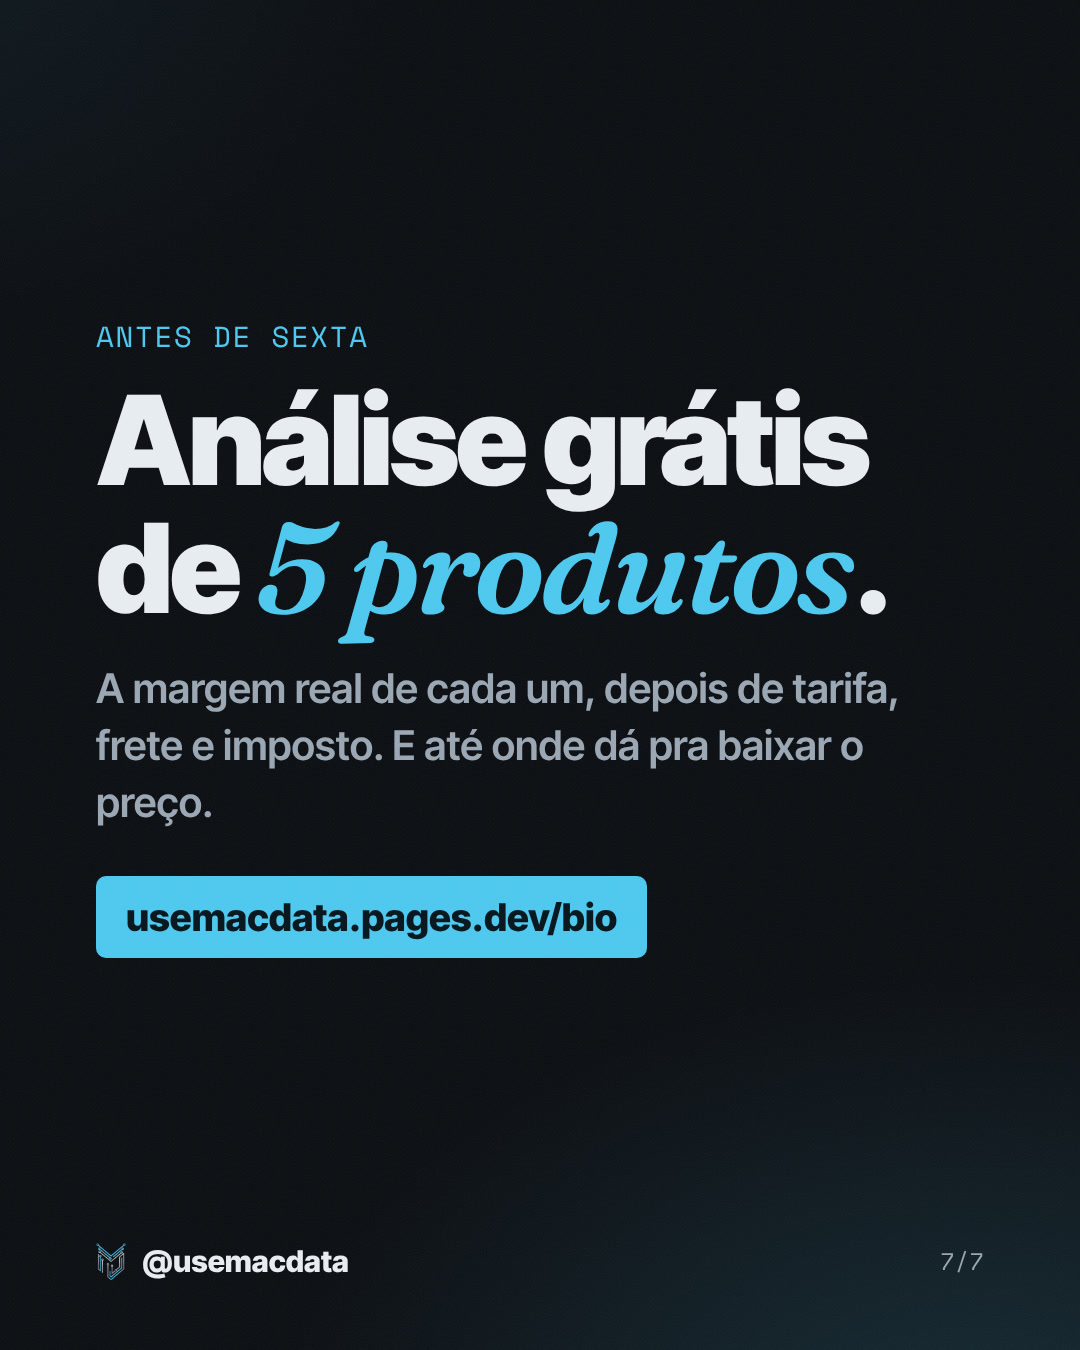 ANTES DE SEXTA
Análise grátis
de 5 produtos.
A margem real de cada um, depois de tarifa,
frete e imposto. E até onde dá pra baixar o
preço.
usemacdata.pages.dev/bio
@usemacdata
7/7